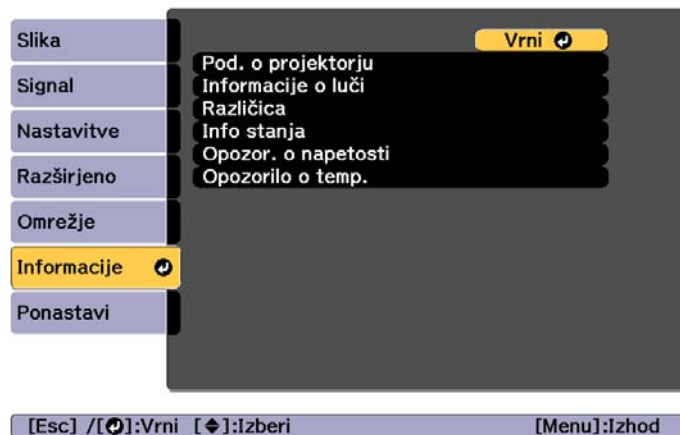 Slika
Signal
Nastavitve
Razširjeno
Omrežje
Informacije
Ponastavi
Vrni
Pod. o projektorju
Informacije o luči
Različica
Info stanja
Opozor. o napetosti
Opozorilo o temp.
[Esc] /[↵]:Vrni [◆]:Izberi [Menu]:Izhod